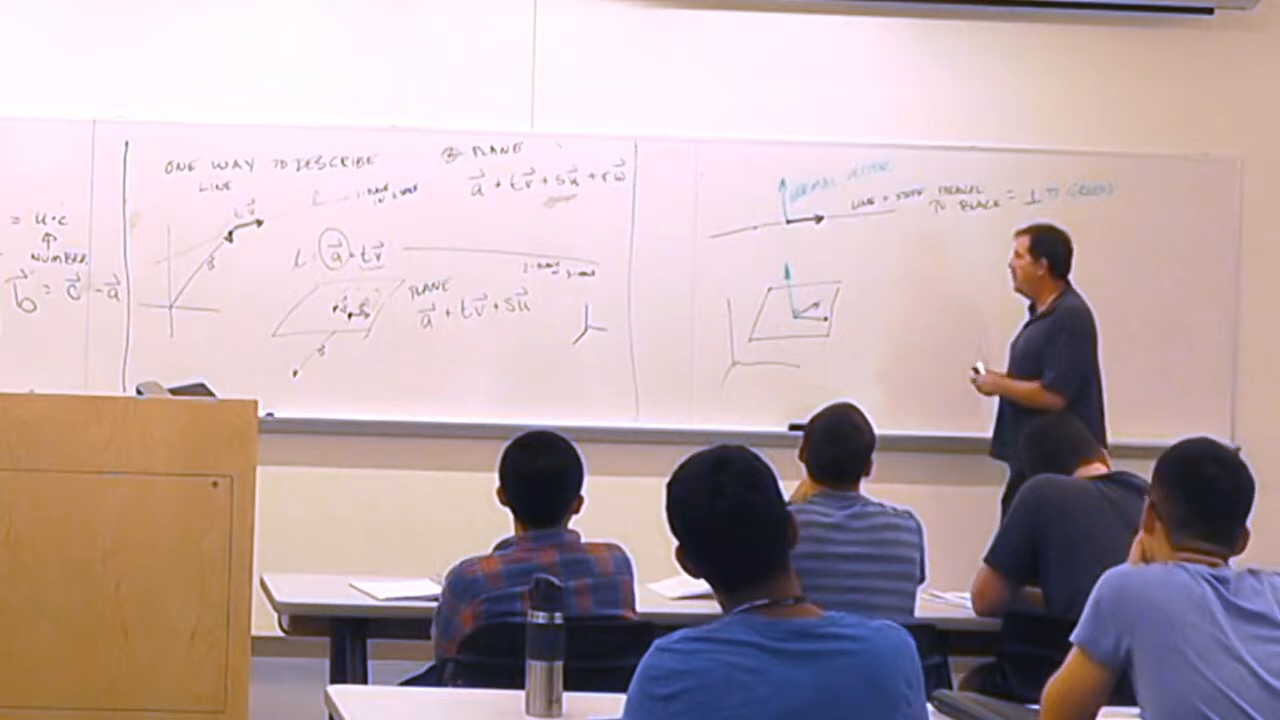 = u·c
↑
NUMBER
b⃗ = c⃗ - a⃗
ONE WAY TO DESCRIBE
LINE
tv⃗
a⃗
L: a⃗ + tv⃗
PLANE
a⃗ + tv⃗ + su⃗
PLANE
a⃗ + tv⃗ + su⃗ + rw⃗
NORMAL VECTOR
LINE = STUFF PARALLEL
TO BLACK = ⊥ TO GREEN